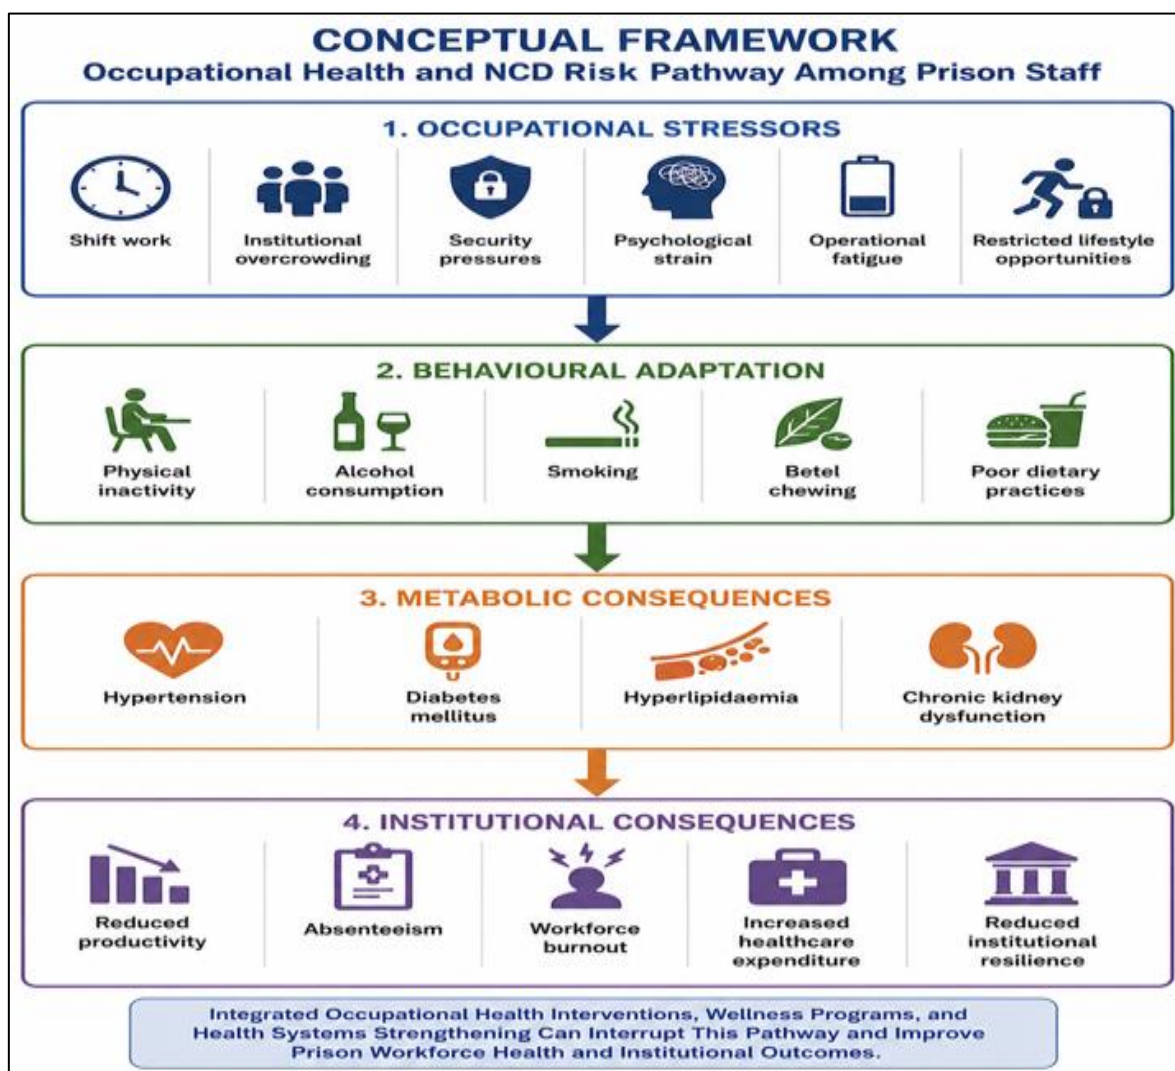 CONCEPTUAL FRAMEWORK
Occupational Health and NCD Risk Pathway Among Prison Staff
1. OCCUPATIONAL STRESSORS
Shift work
Institutional
overcrowding
Security
pressures
Psychological
strain
Operational
fatigue
Restricted lifestyle
opportunities
2. BEHAVIOURAL ADAPTATION
Physical
inactivity
Alcohol
consumption
Smoking
Betel
chewing
Poor dietary
practices
3. METABOLIC CONSEQUENCES
Hypertension
Diabetes
mellitus
Hyperlipidaemia
Chronic kidney
dysfunction
4. INSTITUTIONAL CONSEQUENCES
Reduced
productivity
Absenteeism
Workforce
burnout
Increased
healthcare
expenditure
Reduced
institutional
resilience
Integrated Occupational Health Interventions, Wellness Programs, and
Health Systems Strengthening Can Interrupt This Pathway and Improve
Prison Workforce Health and Institutional Outcomes.